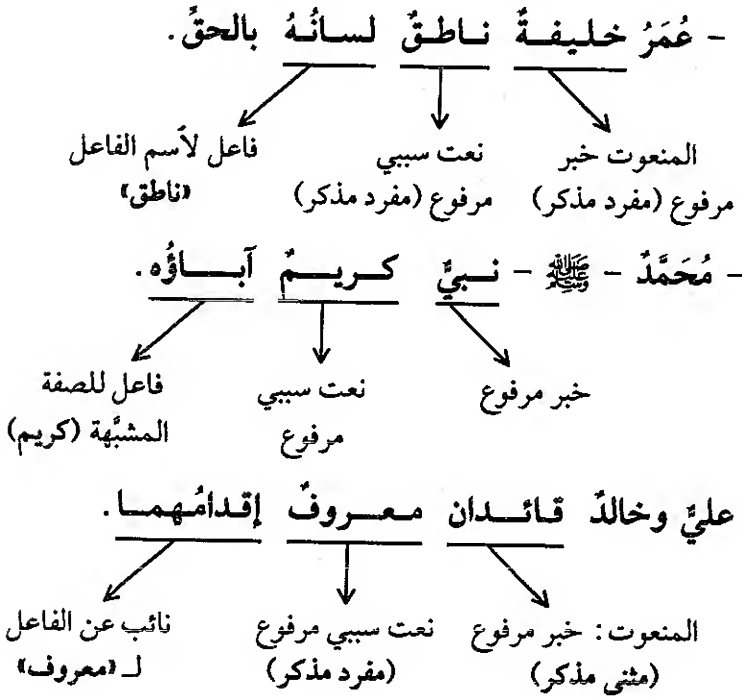 - عُمَرُ خليفةٌ ناطقٌ لسانُهُ بالحقِّ.
المنعوت خبر نعت سببي فاعل لأسم الفاعل
مرفوع (مفرد مذكر) مرفوع (مفرد مذكر) «ناطق»
- مُحَمَّدٌ - ﷺ - نبيٌّ كريمٌ آباؤُه.
خبر مرفوع نعت سببي فاعل للصفة
مرفوع المشبَّهة (كريم)
عليٌّ وخالدٌ قائدان معروفٌ إقدامُهما.
المنعوت: خبر مرفوع نعت سببي مرفوع نائب عن الفاعل
(مثنى مذكر) (مفرد مذكر) لـ «معروف»